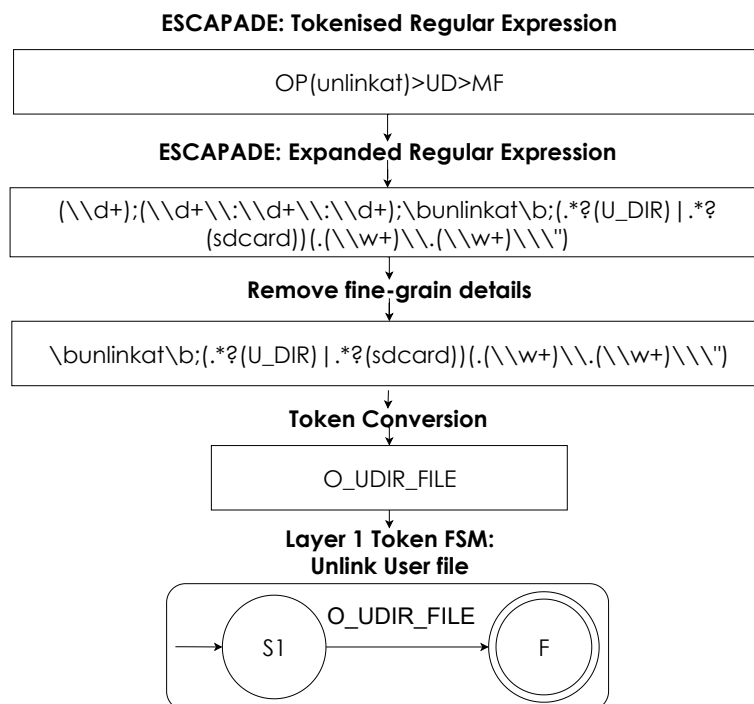 ESCAPADE: Tokenised Regular Expression
OP(unlinkat)>UD>MF
ESCAPADE: Expanded Regular Expression
(\\d+);(\\d+\\:\\d+\\:\\d+);\bunlinkat\b;(.*?(U_DIR)|.*?
(sdcard))(.(\\w+)\\.(\\w+)\\\")
Remove fine-grain details
\bunlinkat\b;(.*?(U_DIR)|.*?(sdcard))(.(\\w+)\\.(\\w+)\\\")
Token Conversion
O_UDIR_FILE
Layer 1 Token FSM:
Unlink User file
O_UDIR_FILE
S1
F